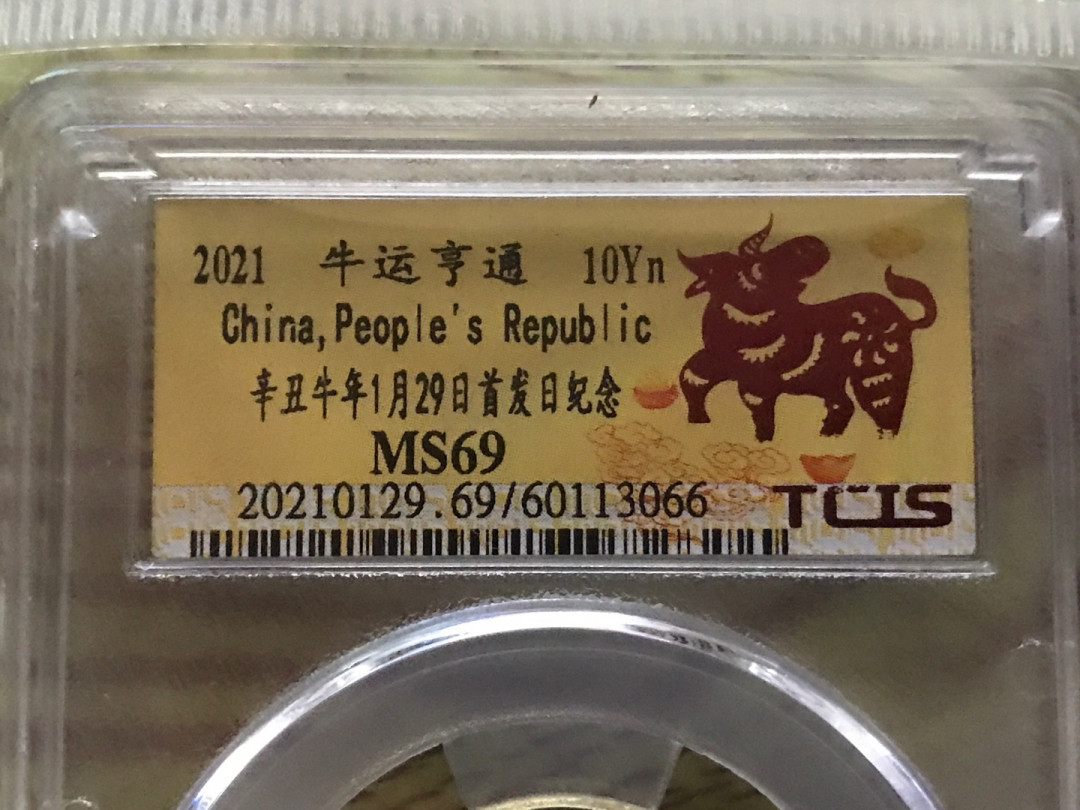 2021 牛运亨通 10Yn
China,People's Republic
辛丑牛年1月29日首发日纪念
MS69
20210129.69/60113066
TCIS